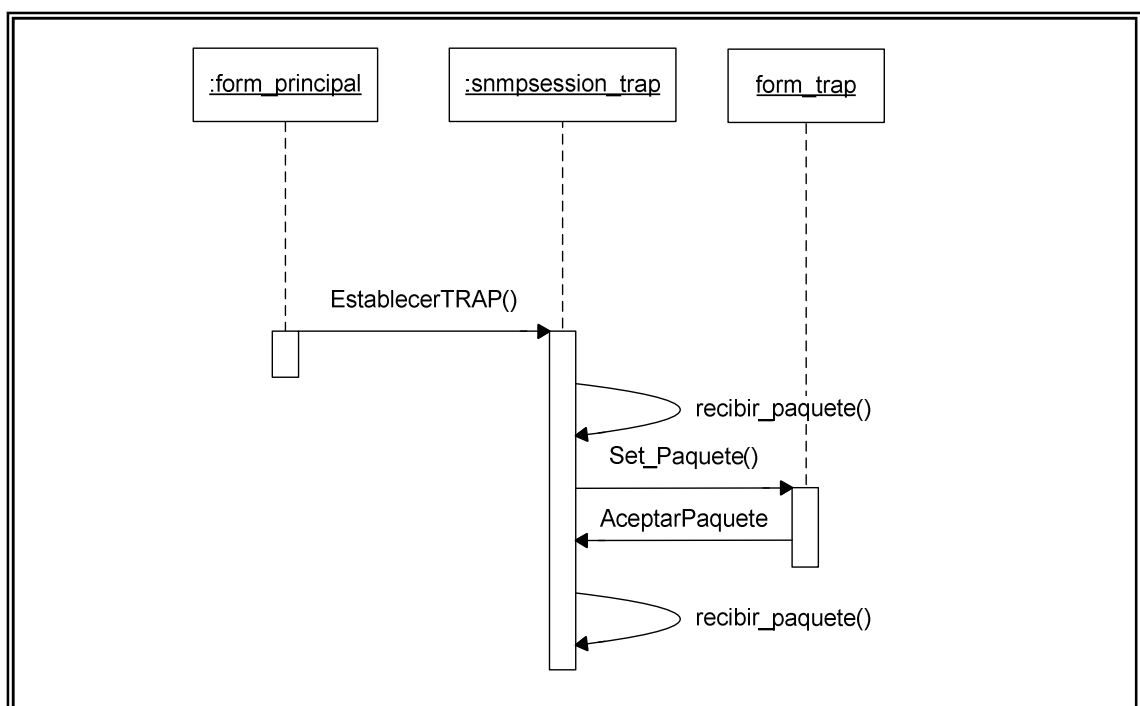 :form_principal
:snmpsession_trap
form_trap
EstablecerTRAP()
recibir_paquete()
Set_Paquete()
AceptarPaquete
recibir_paquete()